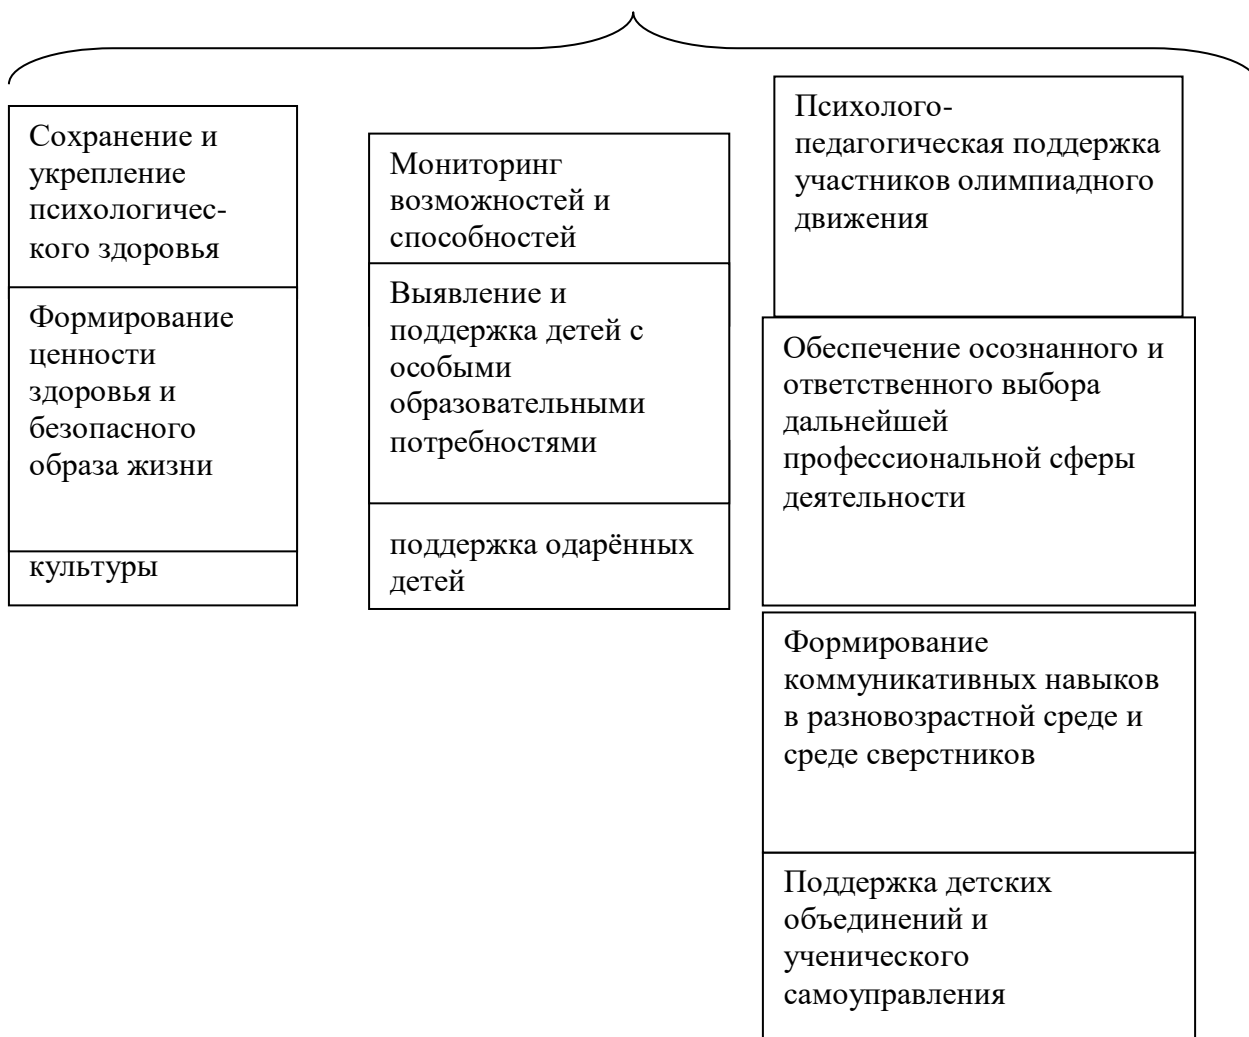 Сохранение и
укрепление
психологичес-
кого здоровья
Формирование
ценности
здоровья и
безопасного
образа жизни
культуры
Мониторинг
возможностей и
способностей
Выявление и
поддержка детей с
особыми
образовательными
потребностями
поддержка одарённых
детей
Психолого-
педагогическая поддержка
участников олимпиадного
движения
Обеспечение осознанного и
ответственного выбора
дальнейшей
профессиональной сферы
деятельности
Формирование
коммуникативных навыков
в разновозрастной среде и
среде сверстников
Поддержка детских
объединений и
ученического
самоуправления